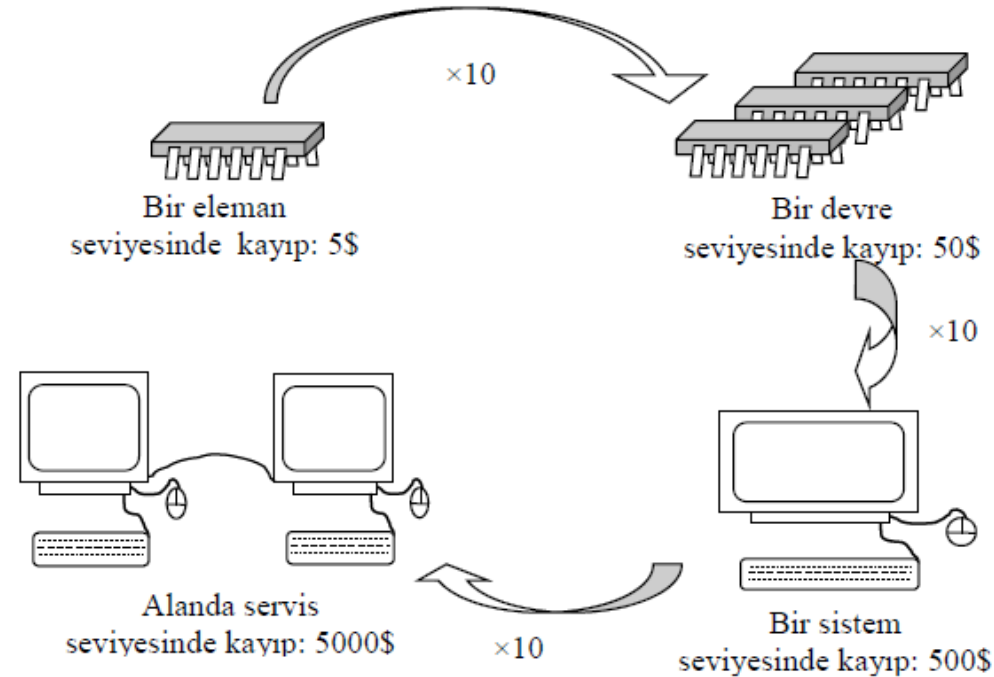 ×10
Bir eleman
seviyesinde kayıp: 5$
Bir devre
seviyesinde kayıp: 50$
×10
Bir sistem
seviyesinde kayıp: 500$
×10
Alanda servis
seviyesinde kayıp: 5000$